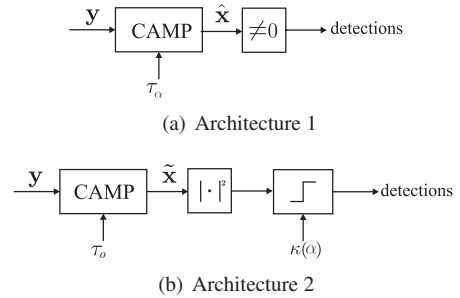 y CAMP x̂ ≠0 detections
τ_α
(a) Architecture 1
y CAMP x̃ |·|² detections
τ_o κ(α)
(b) Architecture 2